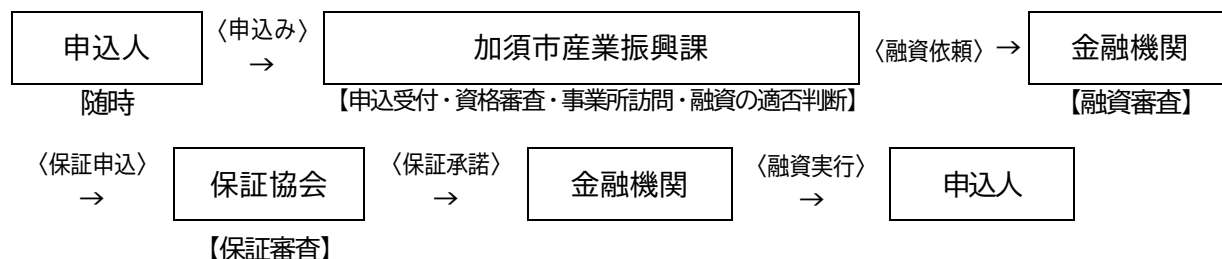 申込人 〈申込み〉 → 加須市産業振興課 〈融資依頼〉 → 金融機関
随時 【申込受付・資格審査・事業所訪問・融資の適否判断】 【融資審査】
〈保証申込〉 → 保証協会 〈保証承諾〉 → 金融機関 〈融資実行〉 → 申込人
【保証審査】